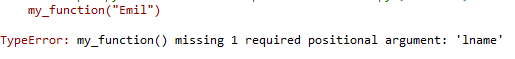 my_function("Emil")
TypeError: my_function() missing 1 required positional argument: 'lname'